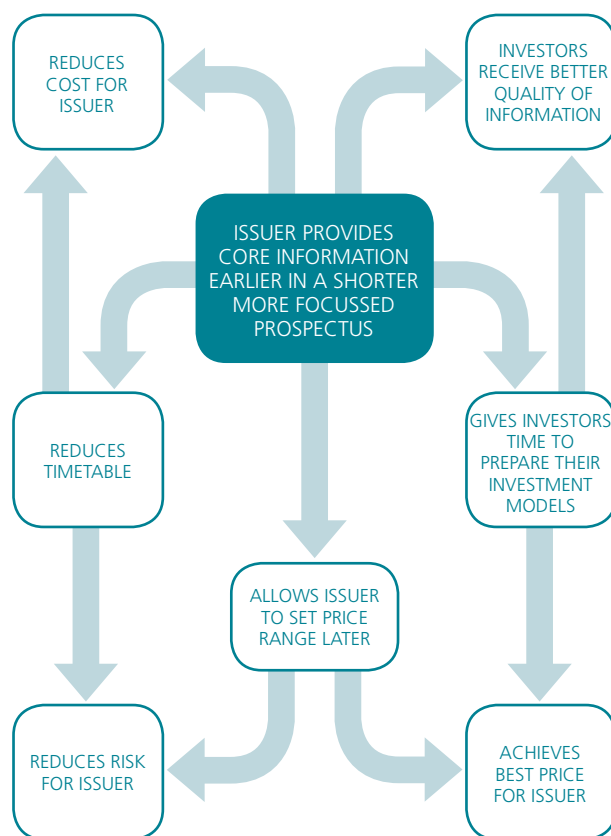 REDUCES
COST FOR
ISSUER
INVESTORS
RECEIVE BETTER
QUALITY OF
INFORMATION
ISSUER PROVIDES
CORE INFORMATION
EARLIER IN A SHORTER
MORE FOCUSSED
PROSPECTUS
REDUCES
TIMETABLE
GIVES INVESTORS
TIME TO
PREPARE THEIR
INVESTMENT
MODELS
ALLOWS ISSUER
TO SET PRICE
RANGE LATER
REDUCES RISK
FOR ISSUER
ACHIEVES
BEST PRICE
FOR ISSUER